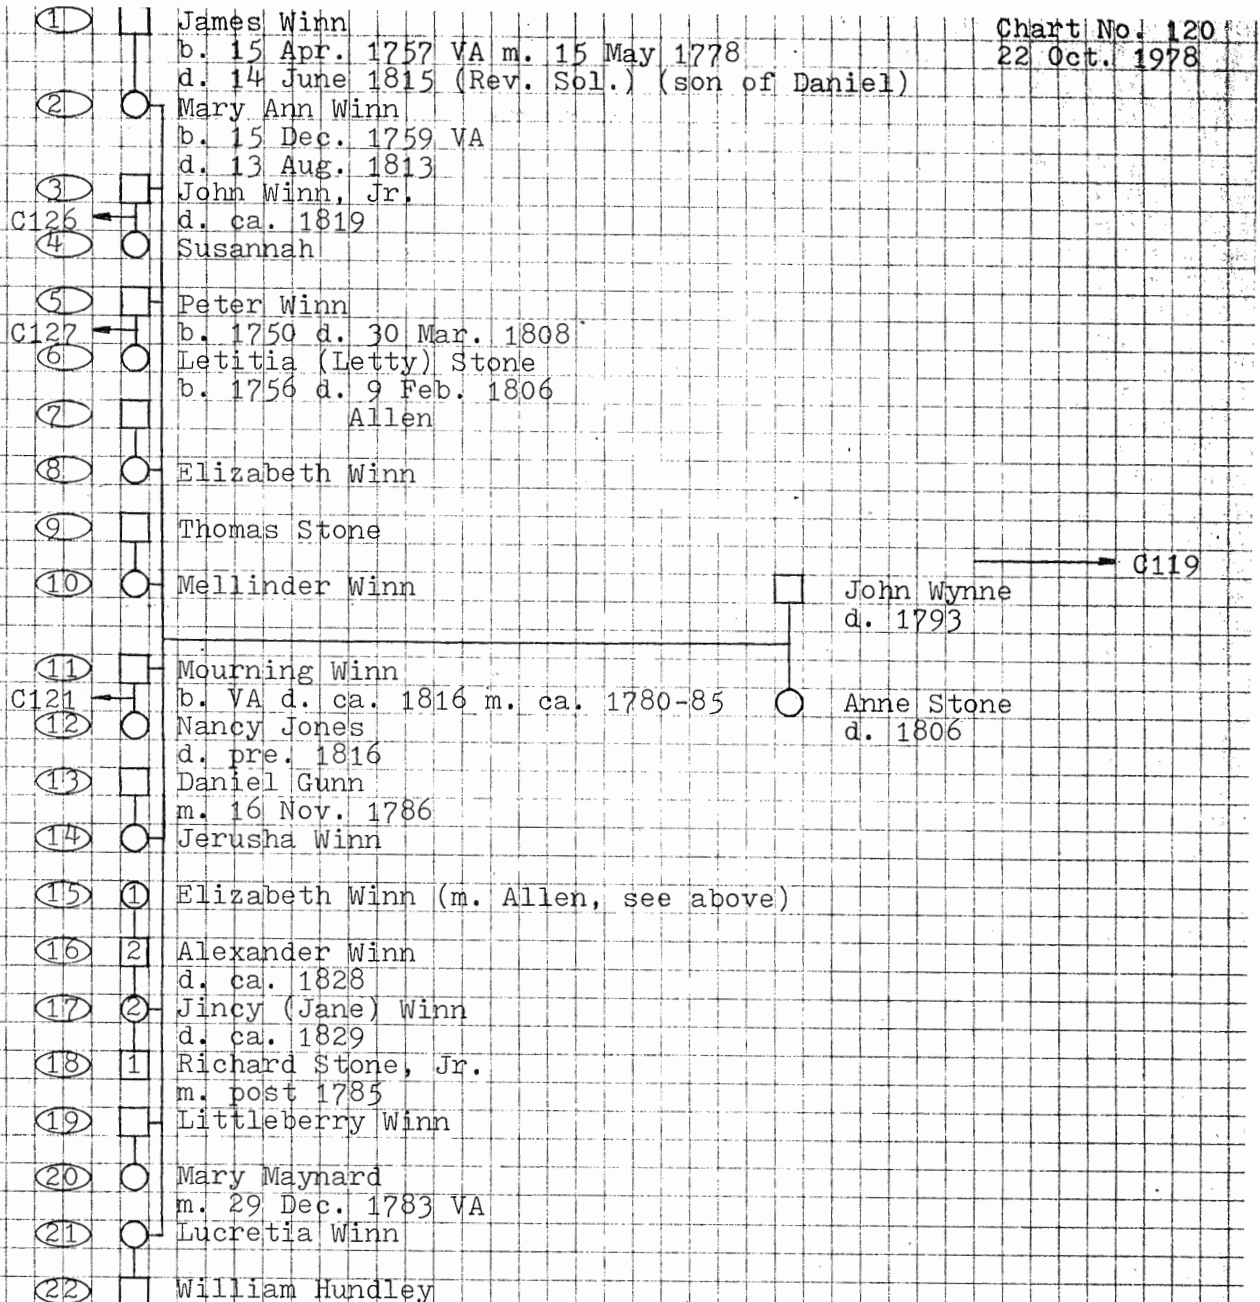 Chart No. 120
22 Oct. 1978
1 James Winn
b. 15 Apr. 1757 VA m. 15 May 1778
d. 14 June 1815 (Rev. Sol.) (son of Daniel)
2 Mary Ann Winn
b. 15 Dec. 1759 VA
d. 13 Aug. 1813
3 John Winn, Jr.
C126 d. ca. 1819
4 Susannah
5 Peter Winn
C127 b. 1750 d. 30 Mar. 1808
6 Letitia (Letty) Stone
b. 1756 d. 9 Feb. 1806
7 Allen
8 Elizabeth Winn
9 Thomas Stone
C119
10 Mellinder Winn
John Wynne
d. 1793
11 Mourning Winn
C121 b. VA d. ca. 1816 m. ca. 1780-85
Anne Stone
d. 1806
12 Nancy Jones
d. pre. 1816
13 Daniel Gunn
m. 16 Nov. 1786
14 Jerusha Winn
15 1 Elizabeth Winn (m. Allen, see above)
16 2 Alexander Winn
d. ca. 1828
17 2 Jincy (Jane) Winn
d. ca. 1829
18 1 Richard Stone, Jr.
m. post 1785
19 Littleberry Winn
20 Mary Maynard
m. 29 Dec. 1783 VA
21 Lucretia Winn
22 William Hundley